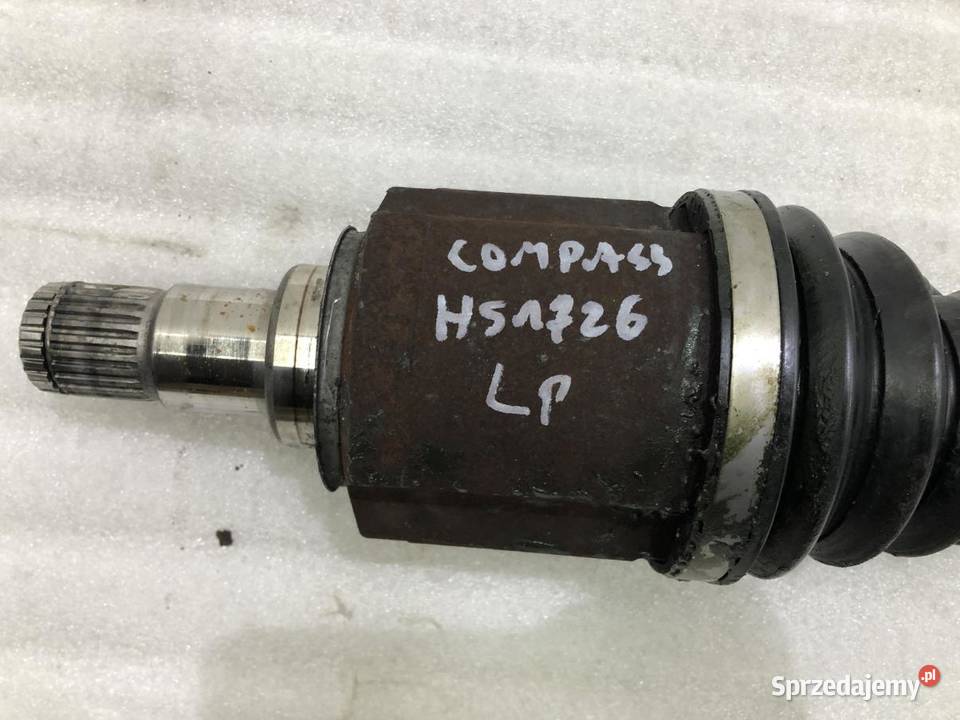 COMPASS
H51726
LP
Sprzedajemy.pl